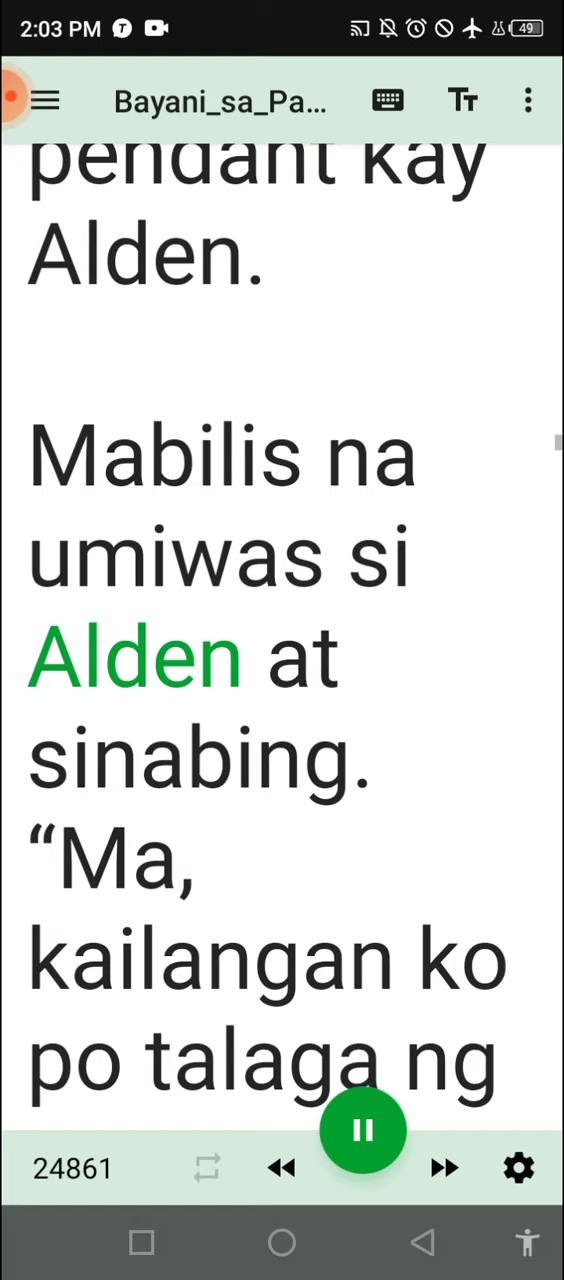 2:03 PM
49
Bayani_sa_Pa...
Tт
pendant kay
Alden.
Mabilis na
umiwas si
Alden at
sinabing.
“Ma,
kailangan ko
po talaga ng
24861